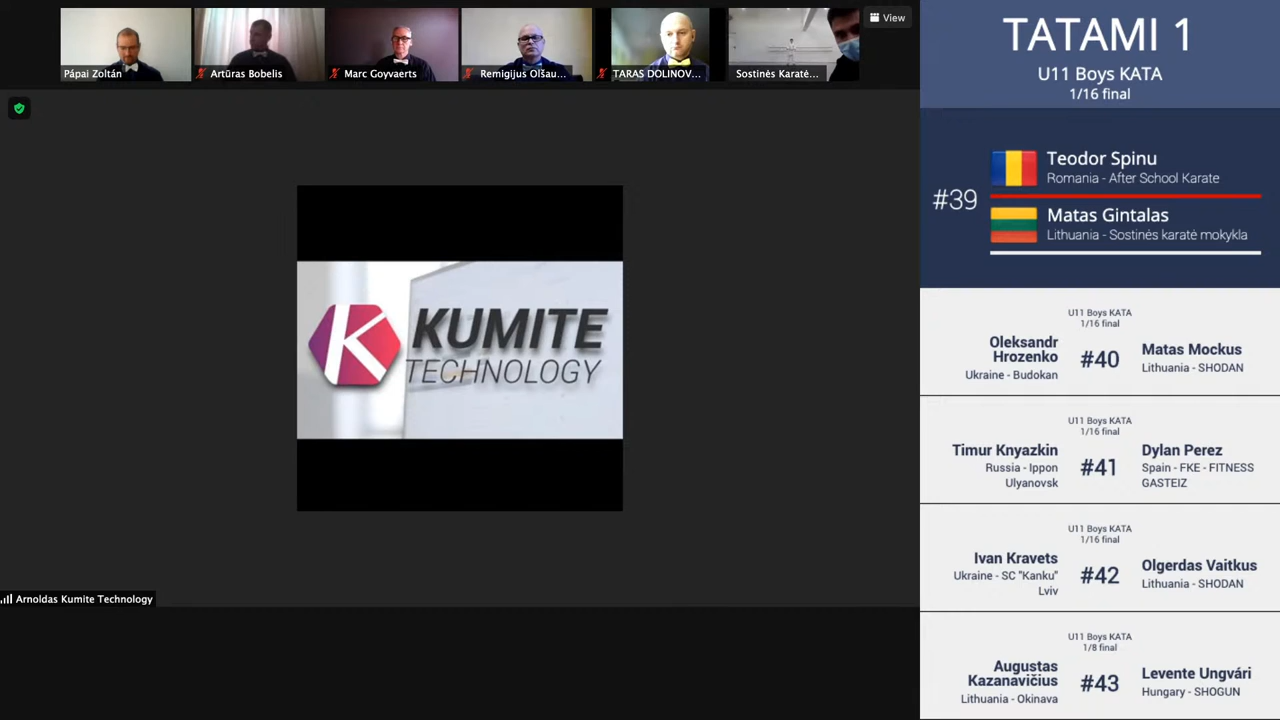 View
Pápai Zoltán
Artūras Bobelis
Marc Goyvaerts
Remigijus Olšau...
TARAS DOLINOV...
Sostinės Karatė...
KUMITE
TECHNOLOGY
Arnoldas Kumite Technology
TATAMI 1
U11 Boys KATA
1/16 final
#39
Teodor Spinu
Romania - After School Karate
Matas Gintalas
Lithuania - Sostinės karatė mokykla
U11 Boys KATA
1/16 final
Oleksandr
Hrozenko
Ukraine - Budokan
#40
Matas Mockus
Lithuania - SHODAN
U11 Boys KATA
1/16 final
Timur Knyazkin
Russia - Ippon
Ulyanovsk
#41
Dylan Perez
Spain - FKE - FITNESS
GASTEIZ
U11 Boys KATA
1/16 final
Ivan Kravets
Ukraine - SC "Kanku"
Lviv
#42
Olgerdas Vaitkus
Lithuania - SHODAN
U11 Boys KATA
1/8 final
Augustas
Kazanavičius
Lithuania - Okinava
#43
Levente Ungvári
Hungary - SHOGUN